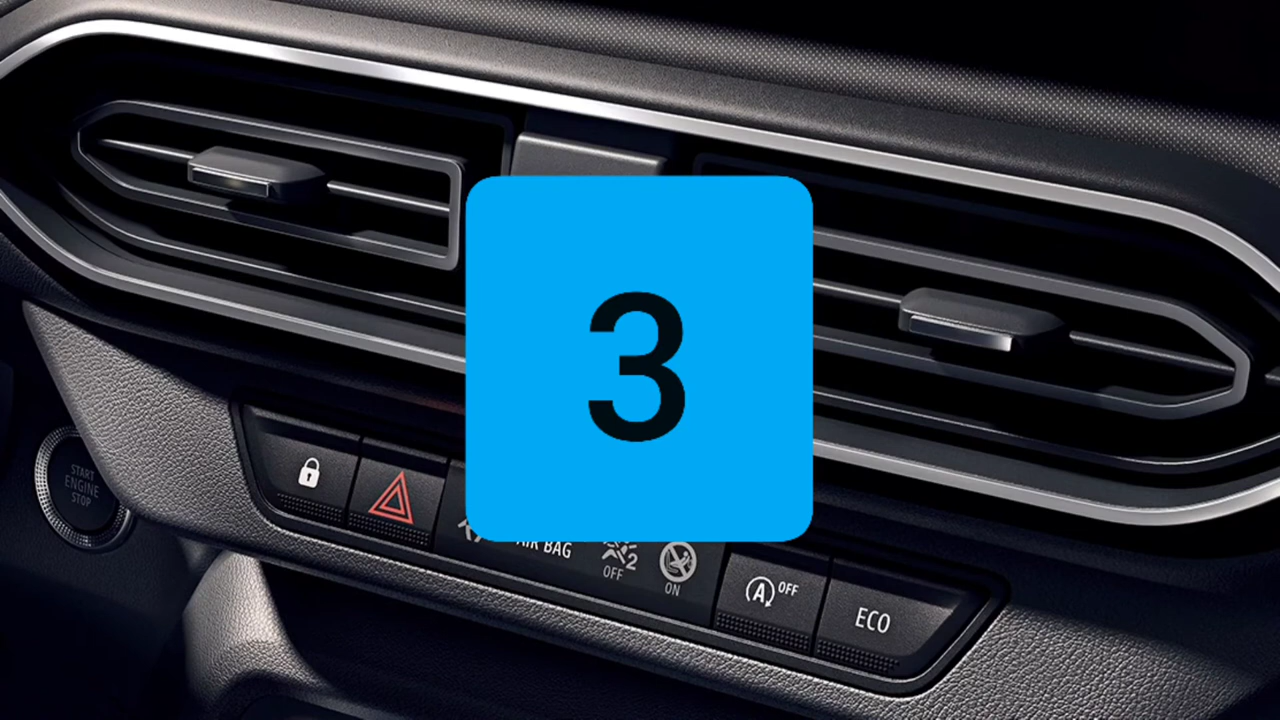 3
START
ENGINE
STOP
AIR BAG
2
OFF
ON
A OFF
ECO